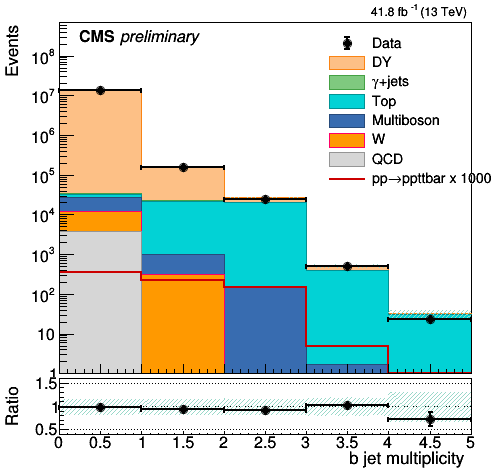 41.8 fb⁻¹ (13 TeV)
Events
CMS preliminary
Data
DY
γ+jets
Top
Multiboson
W
QCD
pp→ppttbar x 1000
10⁸
10⁷
10⁶
10⁵
10⁴
10³
10²
10
1
Ratio
1.5
1
0.5
0 0.5 1 1.5 2 2.5 3 3.5 4 4.5 5
b jet multiplicity